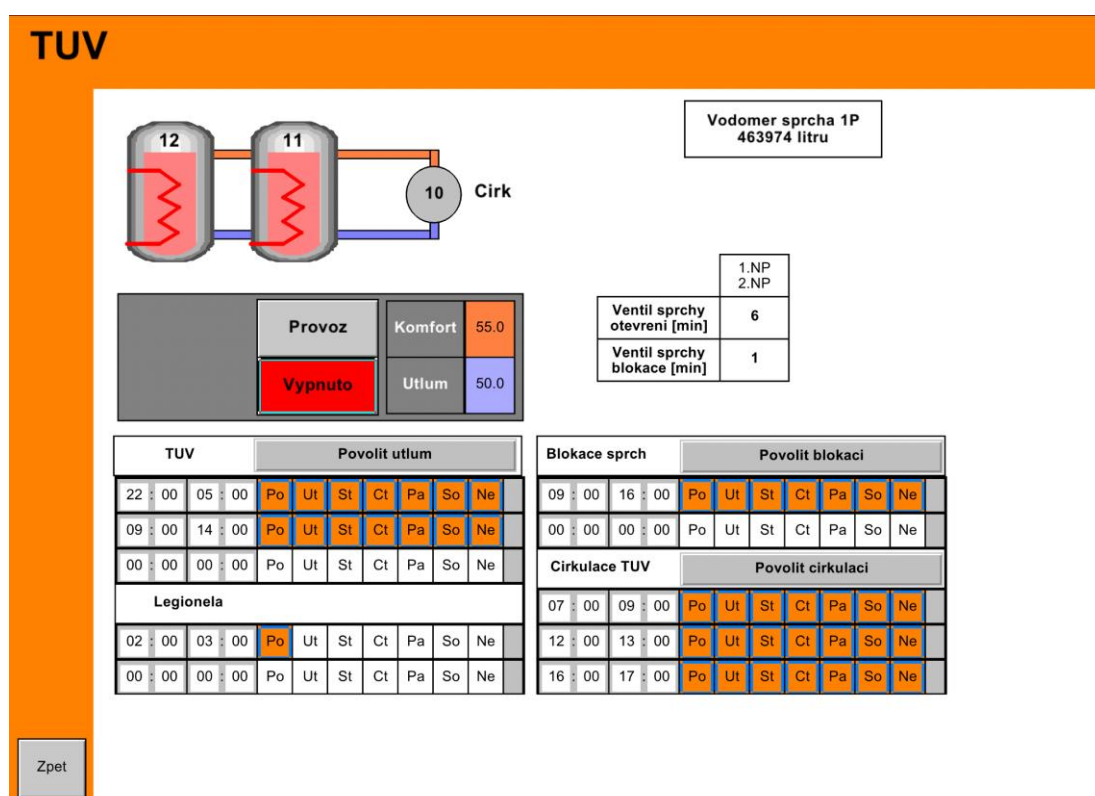 TUV
12
11
10
Cirk
Vodomer sprcha 1P
463974 litru
1.NP
2.NP
Ventil sprchy
otevreni [min]
6
Ventil sprchy
blokace [min]
1
Provoz
Vypnuto
Komfort
55.0
Utlum
50.0
TUV Povolit utlum
22 : 00 05 : 00 Po Ut St Ct Pa So Ne
09 : 00 14 : 00 Po Ut St Ct Pa So Ne
00 : 00 00 : 00 Po Ut St Ct Pa So Ne
Legionela
02 : 00 03 : 00 Po Ut St Ct Pa So Ne
00 : 00 00 : 00 Po Ut St Ct Pa So Ne
Blokace sprch Povolit blokaci
09 : 00 16 : 00 Po Ut St Ct Pa So Ne
00 : 00 00 : 00 Po Ut St Ct Pa So Ne
Cirkulace TUV Povolit cirkulaci
07 : 00 09 : 00 Po Ut St Ct Pa So Ne
12 : 00 13 : 00 Po Ut St Ct Pa So Ne
16 : 00 17 : 00 Po Ut St Ct Pa So Ne
Zpet